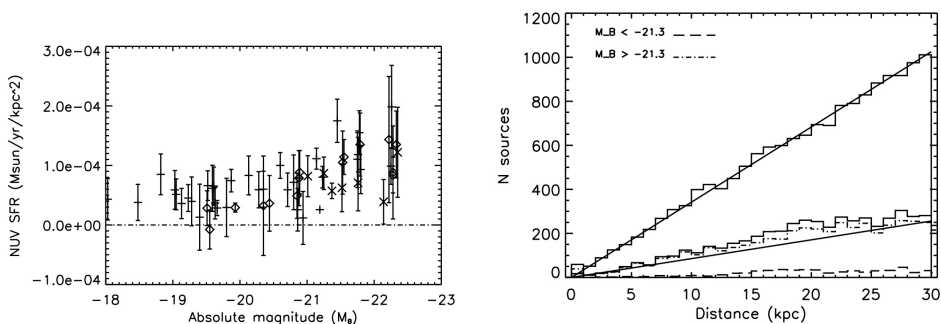 3.0e-04
2.0e-04
1.0e-04
0.0e+00
-1.0e-04
NUV SFR (Msun/yr/kpc^2)
-18 -19 -20 -21 -22 -23
Absolute magnitude (M_B)
1200
1000
800
600
400
200
0
N sources
M_B < -21.3
M_B > -21.3
0 5 10 15 20 25 30
Distance (kpc)